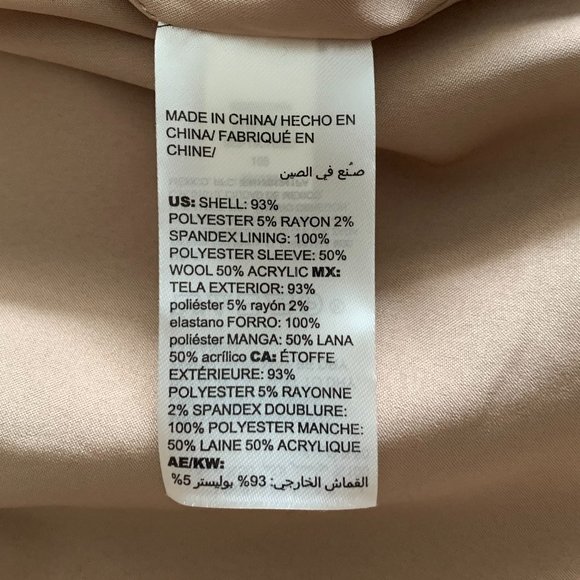 MADE IN CHINA/ HECHO EN
CHINA/ FABRIQUÉ EN
CHINE/
صُنع في الصين
US: SHELL: 93%
POLYESTER 5% RAYON 2%
SPANDEX LINING: 100%
POLYESTER SLEEVE: 50%
WOOL 50% ACRYLIC MX:
TELA EXTERIOR: 93%
poliéster 5% rayón 2%
elastano FORRO: 100%
poliéster MANGA: 50% LANA
50% acrílico CA: ÉTOFFE
EXTÉRIEURE: 93%
POLYESTER 5% RAYONNE
2% SPANDEX DOUBLURE:
100% POLYESTER MANCHE:
50% LAINE 50% ACRYLIQUE
AE/KW:
القماش الخارجي: 93% بوليستر 5%